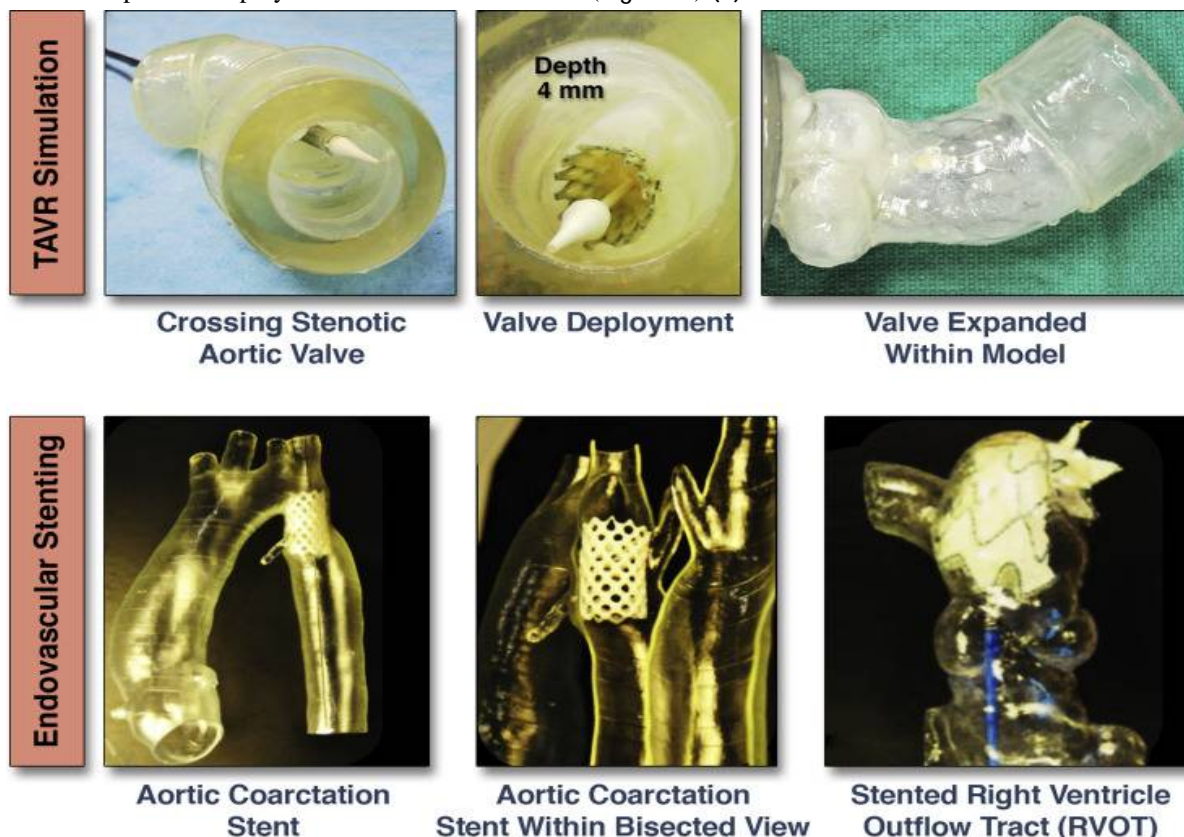 TAVR Simulation
Depth
4 mm
Crossing Stenotic
Aortic Valve
Valve Deployment
Valve Expanded
Within Model
Endovascular Stenting
Aortic Coarctation
Stent
Aortic Coarctation
Stent Within Bisected View
Stented Right Ventricle
Outflow Tract (RVOT)